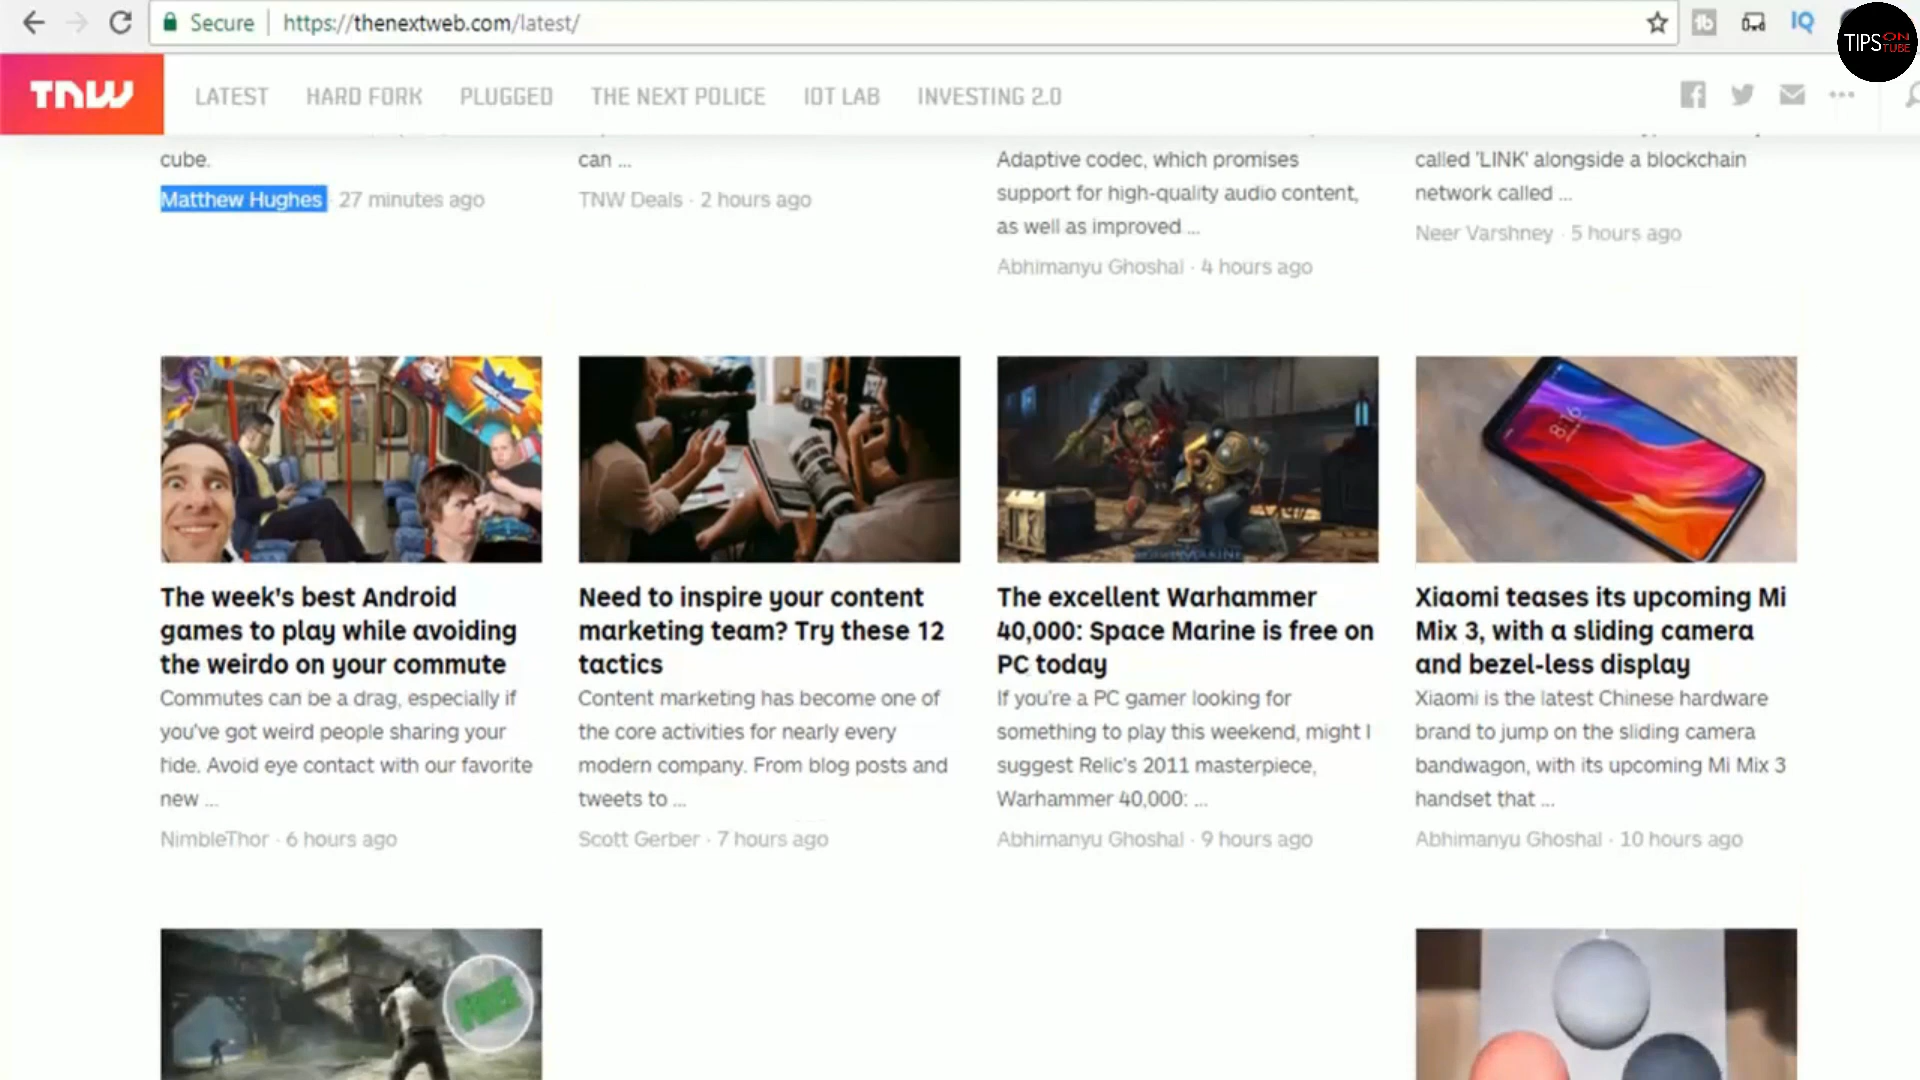 Secure
https://thenextweb.com/latest/
IQ
TIPS ON TUBE
TNW
LATEST
HARD FORK
PLUGGED
THE NEXT POLICE
IOT LAB
INVESTING 2.0
cube.
Matthew Hughes · 27 minutes ago
can ...
TNW Deals · 2 hours ago
Adaptive codec, which promises
support for high-quality audio content,
as well as improved ...
Abhimanyu Ghoshal · 4 hours ago
called 'LINK' alongside a blockchain
network called ...
Neer Varshney · 5 hours ago
The week's best Android
games to play while avoiding
the weirdo on your commute
Commutes can be a drag, especially if
you've got weird people sharing your
ride. Avoid eye contact with our favorite
new ...
NimbleThor · 6 hours ago
Need to inspire your content
marketing team? Try these 12
tactics
Content marketing has become one of
the core activities for nearly every
modern company. From blog posts and
tweets to ...
Scott Gerber · 7 hours ago
The excellent Warhammer
40,000: Space Marine is free on
PC today
If you're a PC gamer looking for
something to play this weekend, might I
suggest Relic's 2011 masterpiece,
Warhammer 40,000: ...
Abhimanyu Ghoshal · 9 hours ago
8:16
Xiaomi teases its upcoming Mi
Mix 3, with a sliding camera
and bezel-less display
Xiaomi is the latest Chinese hardware
brand to jump on the sliding camera
bandwagon, with its upcoming Mi Mix 3
handset that ...
Abhimanyu Ghoshal · 10 hours ago